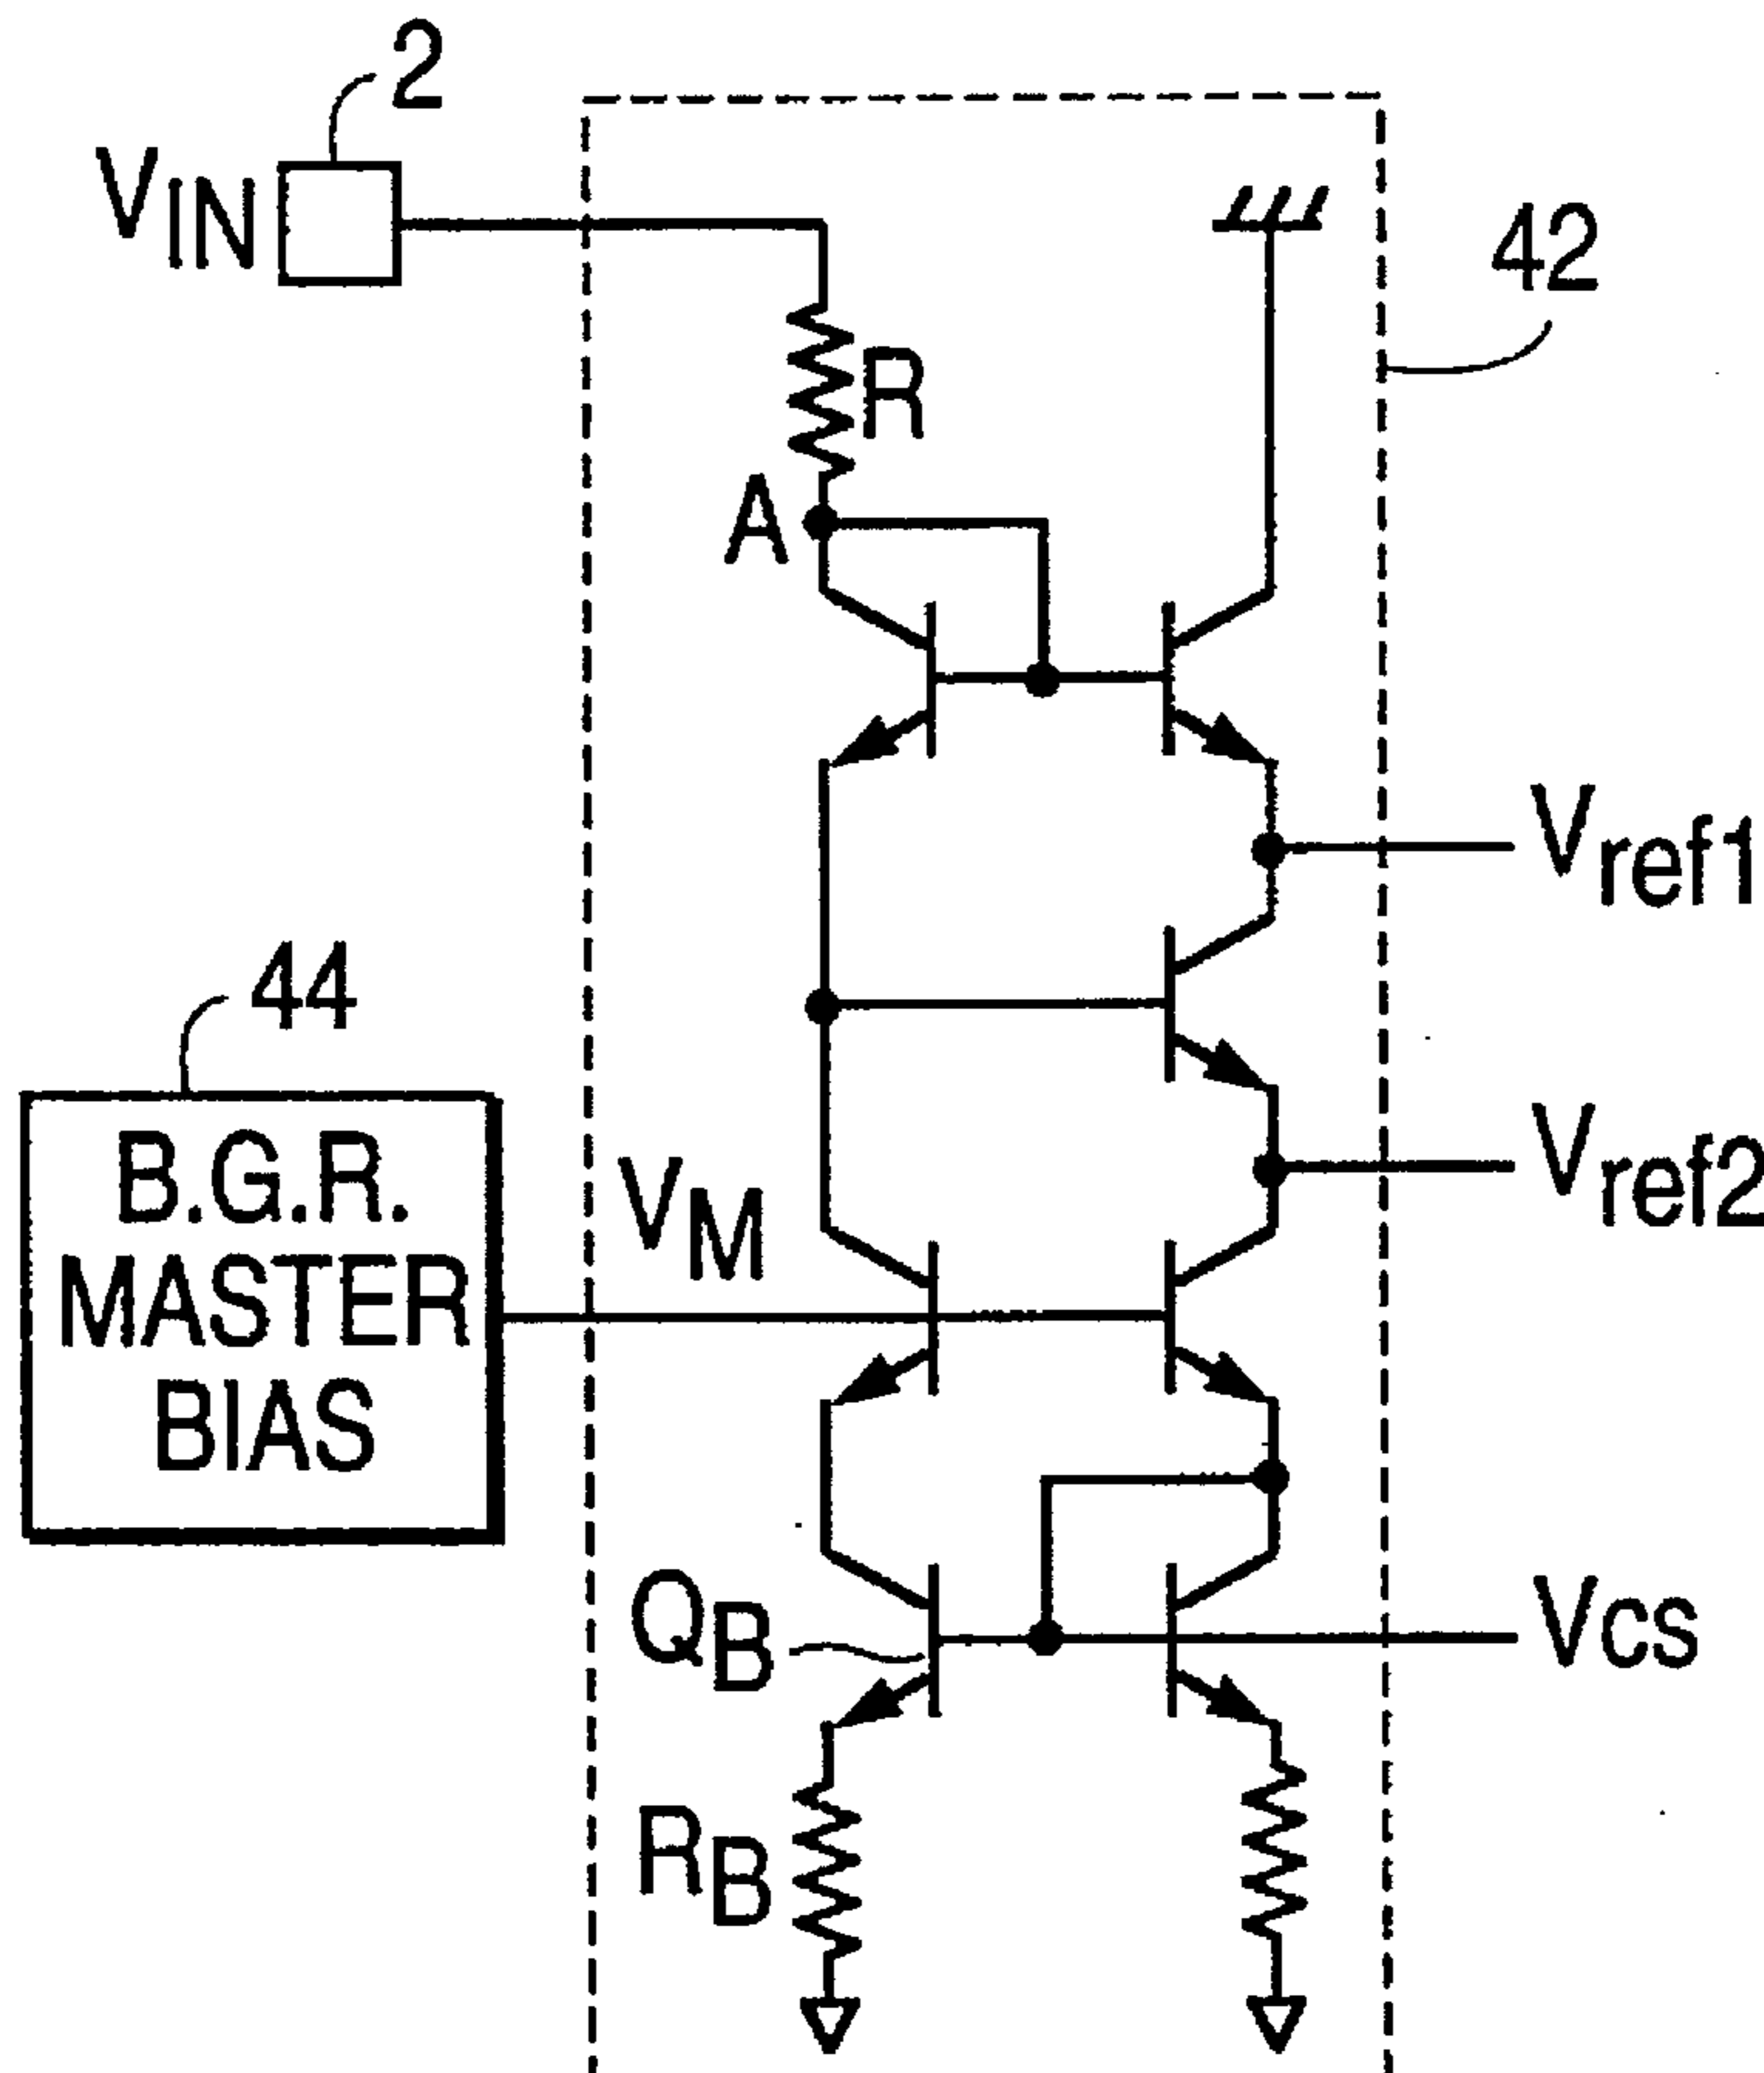 2
VIN
42
R
A
Vref1
44
B.G.R.
MASTER
BIAS
VM
Vref2
QB
VCS
RB